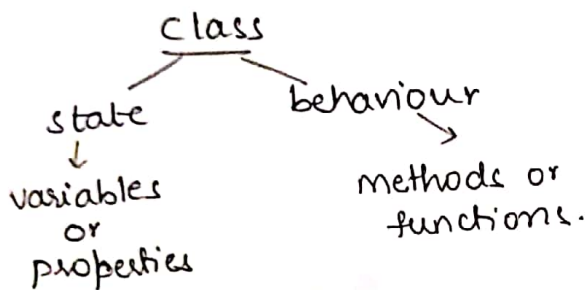 class
state
behaviour
variables
or
properties
methods or
functions.